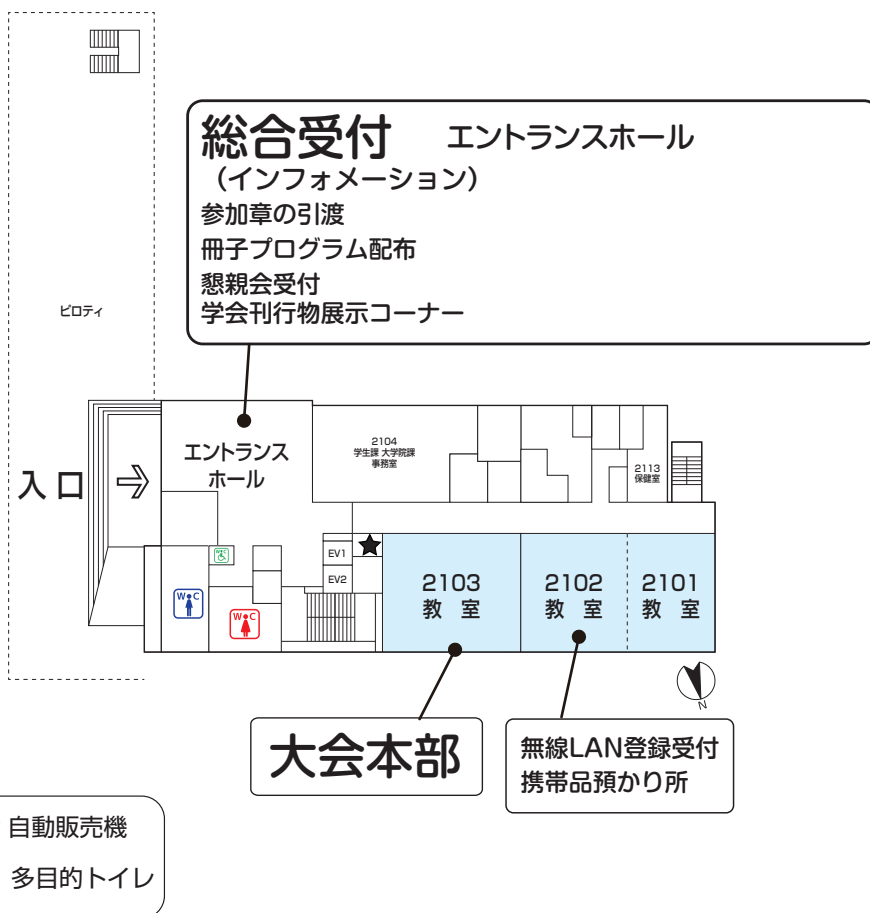 総合受付 エントランスホール
（インフォメーション）
参加章の引渡
冊子プログラム配布
懇親会受付
学会刊行物展示コーナー
ピロティ
エントランス
ホール
2104
学生課 大学院課
事務室
2113
保健室
入口
EV1
EV2
W C
W C
W C
2103
教 室
2102
教 室
2101
教 室
N
大会本部
無線LAN登録受付
携帯品預かり所
自動販売機
多目的トイレ